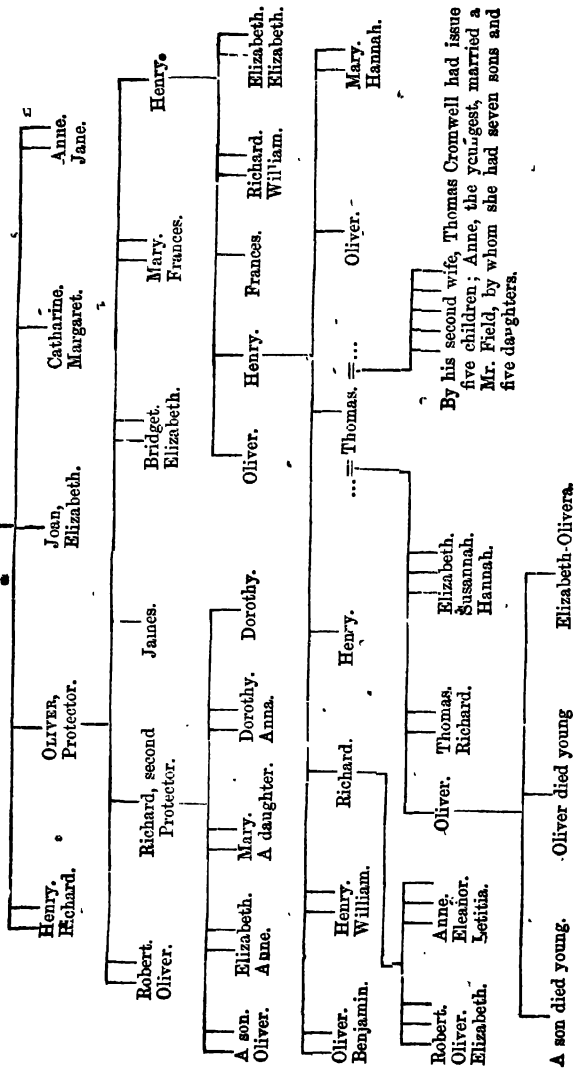 Henry.
Richard.
OLIVER,
Protector.
Joan,
Elizabeth.
Catharine.
Margaret.
Anne.
Jane.
Robert.
Oliver.
Richard, second
Protector.
James.
Bridget.
Elizabeth.
Mary.
Frances.
Henry.
A son.
Oliver.
Elizabeth.
Anne.
Mary.
A daughter.
Dorothy.
Anna.
Dorothy.
Oliver.
Henry.
Frances.
Richard.
William.
Elizabeth.
Elizabeth.
Oliver.
Benjamin.
Henry.
William.
Richard.
Henry.
...=Thomas.=...
Oliver.
Mary.
Hannah.
Robert.
Oliver.
Elizabeth.
Anne.
Eleanor.
Letitia.
Oliver.
Thomas.
Richard.
Elizabeth.
Susannah.
Hannah.
By his second wife, Thomas Cromwell had issue
five children; Anne, the youngest, married a
Mr. Field, by whom she had seven sons and
five daughters.
A son died young.
Oliver died young
Elizabeth-Olivera.